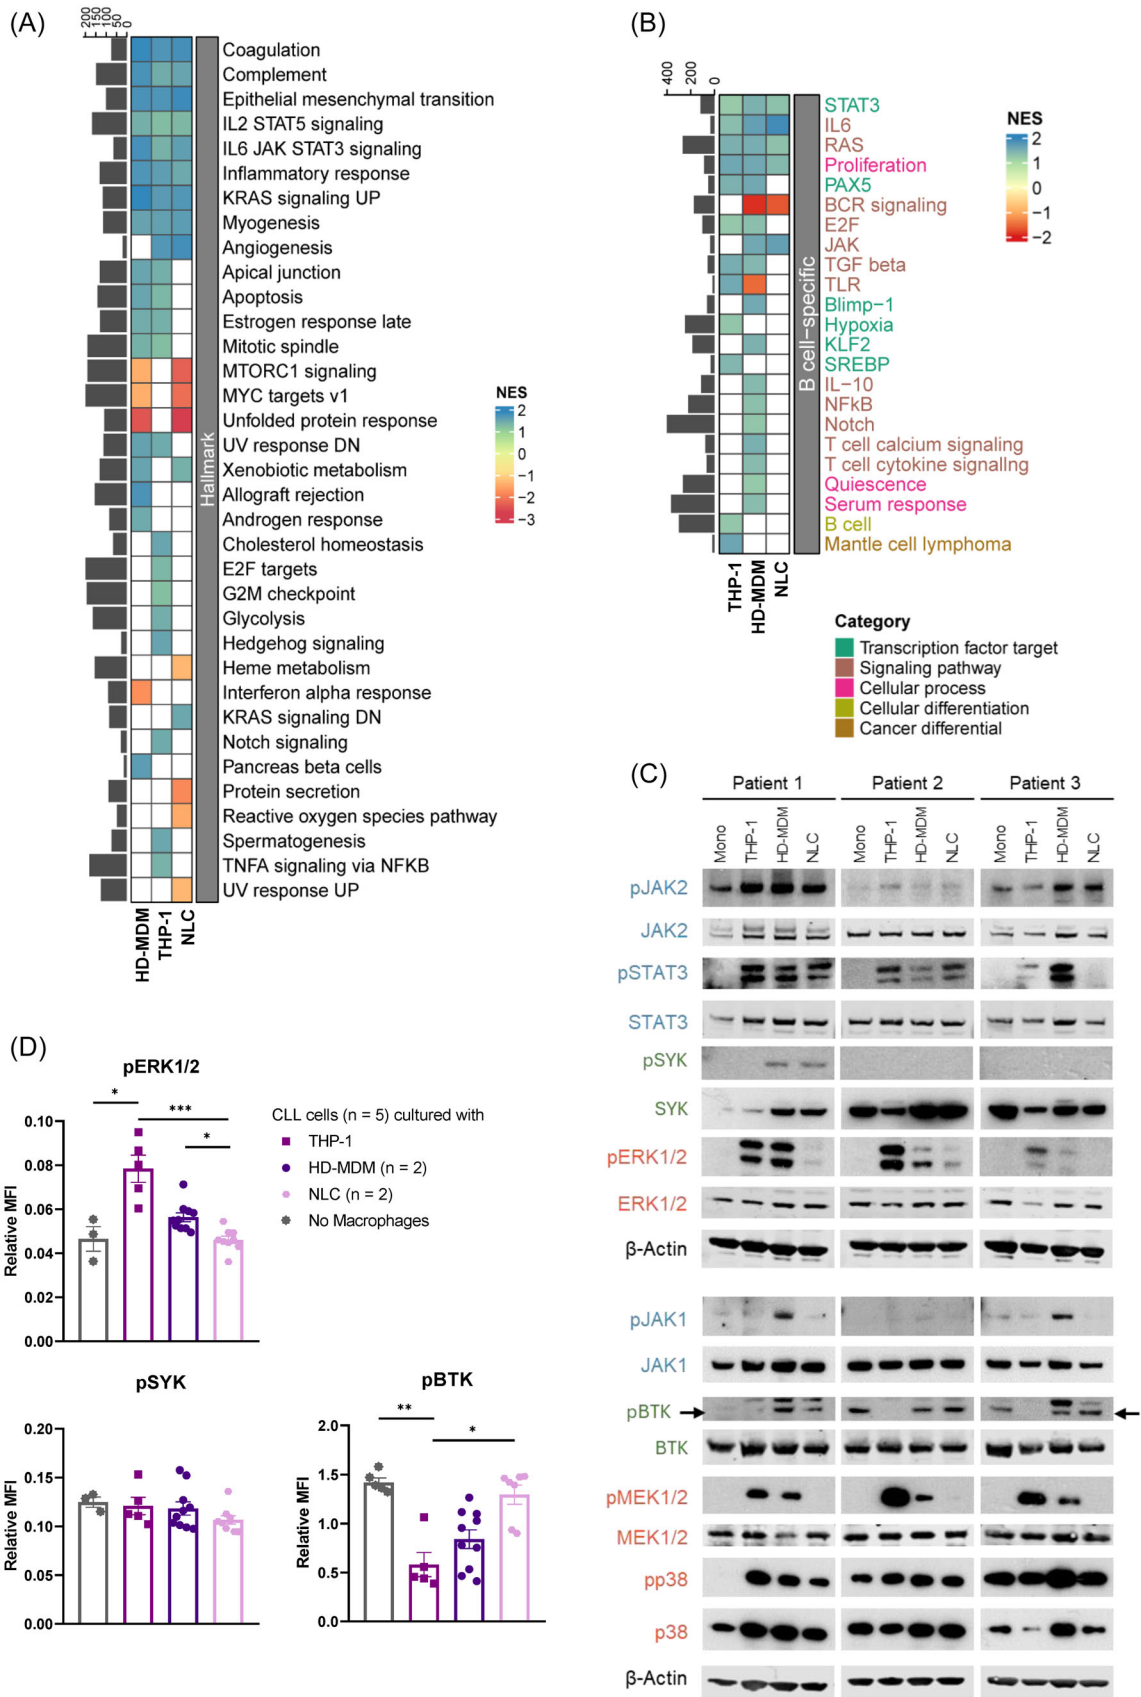 (A)
200
150
100
50
0
Coagulation
Complement
Epithelial mesenchymal transition
IL2 STAT5 signaling
IL6 JAK STAT3 signaling
Inflammatory response
KRAS signaling UP
Myogenesis
Angiogenesis
Apical junction
Apoptosis
Estrogen response late
Mitotic spindle
MTORC1 signaling
MYC targets v1
Unfolded protein response
UV response DN
Xenobiotic metabolism
Allograft rejection
Androgen response
Cholesterol homeostasis
E2F targets
G2M checkpoint
Glycolysis
Hedgehog signaling
Heme metabolism
Interferon alpha response
KRAS signaling DN
Notch signaling
Pancreas beta cells
Protein secretion
Reactive oxygen species pathway
Spermatogenesis
TNFA signaling via NFKB
UV response UP
Hallmark
HD-MDM
THP-1
NLC
NES
2
1
0
−1
−2
−3
(B)
400
200
0
STAT3
IL6
RAS
Proliferation
PAX5
BCR signaling
E2F
JAK
TGF beta
TLR
Blimp−1
Hypoxia
KLF2
SREBP
IL−10
NFkB
Notch
T cell calcium signaling
T cell cytokine signallng
Quiescence
Serum response
B cell
Mantle cell lymphoma
B cell−specific
THP-1
HD-MDM
NLC
NES
2
1
0
−1
−2
Category
Transcription factor target
Signaling pathway
Cellular process
Cellular differentiation
Cancer differential
(C)
Patient 1 Patient 2 Patient 3
Mono THP-1 HD-MDM NLC Mono THP-1 HD-MDM NLC Mono THP-1 HD-MDM NLC
pJAK2
JAK2
pSTAT3
STAT3
pSYK
SYK
pERK1/2
ERK1/2
β-Actin
pJAK1
JAK1
pBTK
BTK
pMEK1/2
MEK1/2
pp38
p38
β-Actin
(D)
pERK1/2
* *** *
Relative MFI
0.10
0.08
0.06
0.04
0.02
0.00
CLL cells (n = 5) cultured with
THP-1
HD-MDM (n = 2)
NLC (n = 2)
No Macrophages
pSYK
Relative MFI
0.20
0.15
0.10
0.05
0.00
pBTK
** *
Relative MFI
2.0
1.5
1.0
0.5
0.0